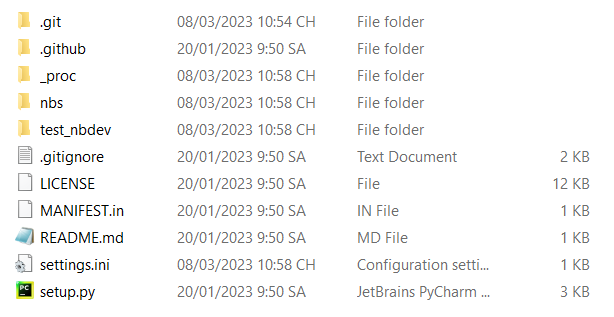 .git 08/03/2023 10:54 CH File folder
.github 20/01/2023 9:50 SA File folder
_proc 08/03/2023 10:58 CH File folder
nbs 08/03/2023 10:58 CH File folder
test_nbdev 08/03/2023 10:58 CH File folder
.gitignore 20/01/2023 9:50 SA Text Document 2 KB
LICENSE 20/01/2023 9:50 SA File 12 KB
MANIFEST.in 20/01/2023 9:50 SA IN File 1 KB
README.md 20/01/2023 9:50 SA MD File 1 KB
settings.ini 08/03/2023 10:58 CH Configuration setti... 1 KB
setup.py 20/01/2023 9:50 SA JetBrains PyCharm ... 3 KB